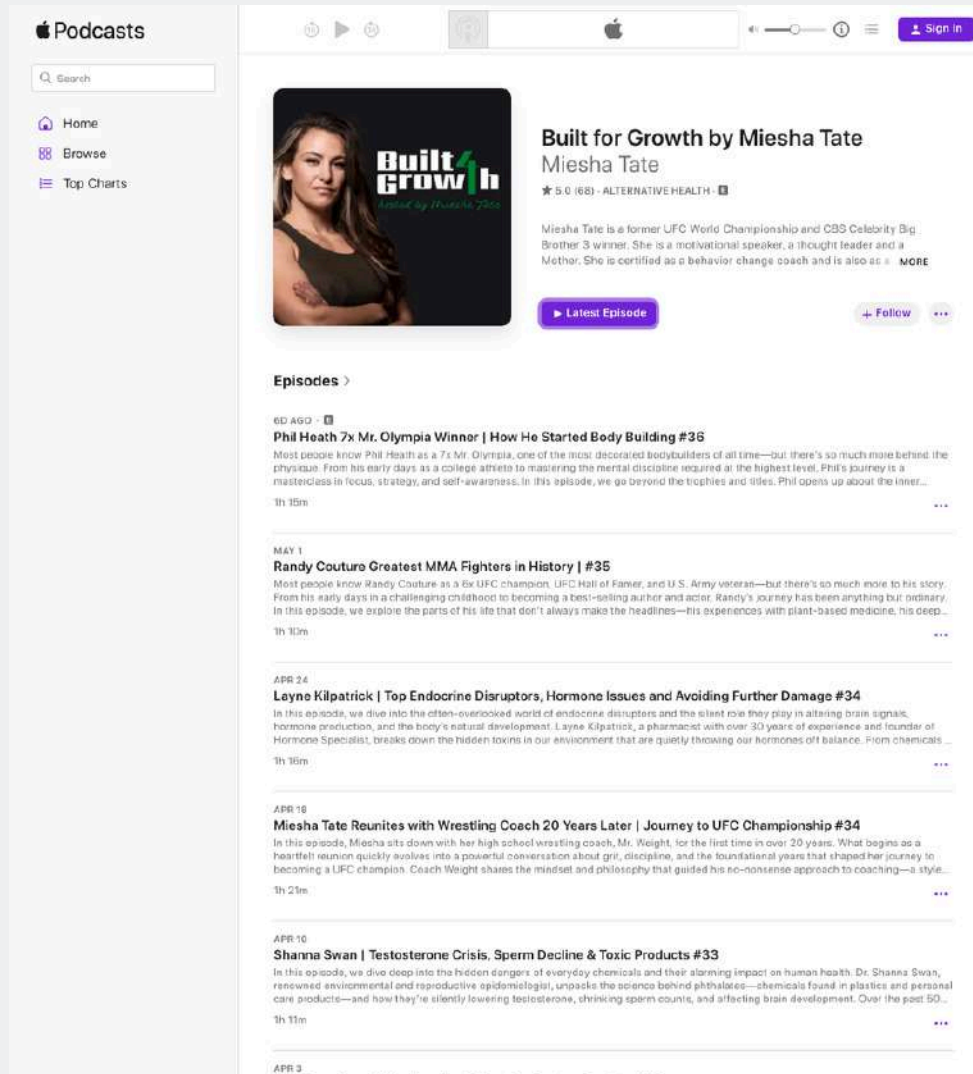 Podcasts
Sign In
Search
Home
Browse
Top Charts
Built 4
Growth
hosted by Miesha Tate
Built for Growth by Miesha Tate
Miesha Tate
★ 5.0 (68) · ALTERNATIVE HEALTH · E
Miesha Tate is a former UFC World Championship and CBS Celebrity Big
Brother 3 winner. She is a motivational speaker, a thought leader and a
Mother. She is certified as a behavior change coach and is also as a MORE
Latest Episode
+ Follow
Episodes
6D AGO · E
Phil Heath 7x Mr. Olympia Winner | How He Started Body Building #36
Most people know Phil Heath as a 7x Mr. Olympia, one of the most decorated bodybuilders of all time—but there's so much more behind the
physique. From his early days as a college athlete to mastering the mental discipline required at the highest level, Phil's journey is a
masterclass in focus, strategy, and self-awareness. In this episode, we go beyond the trophies and titles. Phil opens up about the inner...
1h 15m
MAY 1
Randy Couture Greatest MMA Fighters in History | #35
Most people know Randy Couture as a 6x UFC champion, UFC Hall of Famer, and U.S. Army veteran—but there's so much more to his story.
From his early days in a challenging childhood to becoming a best-selling author and actor, Randy's journey has been anything but ordinary.
In this episode, we explore the parts of his life that don't always make the headlines—his experiences with plant-based medicine, his deep...
1h 10m
APR 24
Layne Kilpatrick | Top Endocrine Disruptors, Hormone Issues and Avoiding Further Damage #34
In this episode, we dive into the often-overlooked world of endocrine disruptors and the silent role they play in altering brain signals,
hormone production, and the body's natural development. Layne Kilpatrick, a pharmacist with over 30 years of experience and founder of
Hormone Specialist, breaks down the hidden toxins in our environment that are quietly throwing our hormones off balance. From chemicals ...
1h 16m
APR 18
Miesha Tate Reunites with Wrestling Coach 20 Years Later | Journey to UFC Championship #34
In this episode, Miesha sits down with her high school wrestling coach, Mr. Weight, for the first time in over 20 years. What begins as a
heartfelt reunion quickly evolves into a powerful conversation about grit, discipline, and the foundational years that shaped her journey to
becoming a UFC champion. Coach Weight shares the mindset and philosophy that guided his no-nonsense approach to coaching—a style...
1h 21m
APR 10
Shanna Swan | Testosterone Crisis, Sperm Decline & Toxic Products #33
In this episode, we dive deep into the hidden dangers of everyday chemicals and their alarming impact on human health. Dr. Shanna Swan,
renowned environmental and reproductive epidemiologist, unpacks the science behind phthalates—chemicals found in plastics and personal
care products—and how they're silently lowering testosterone, shrinking sperm counts, and affecting brain development. Over the past 50...
1h 11m
APR 3